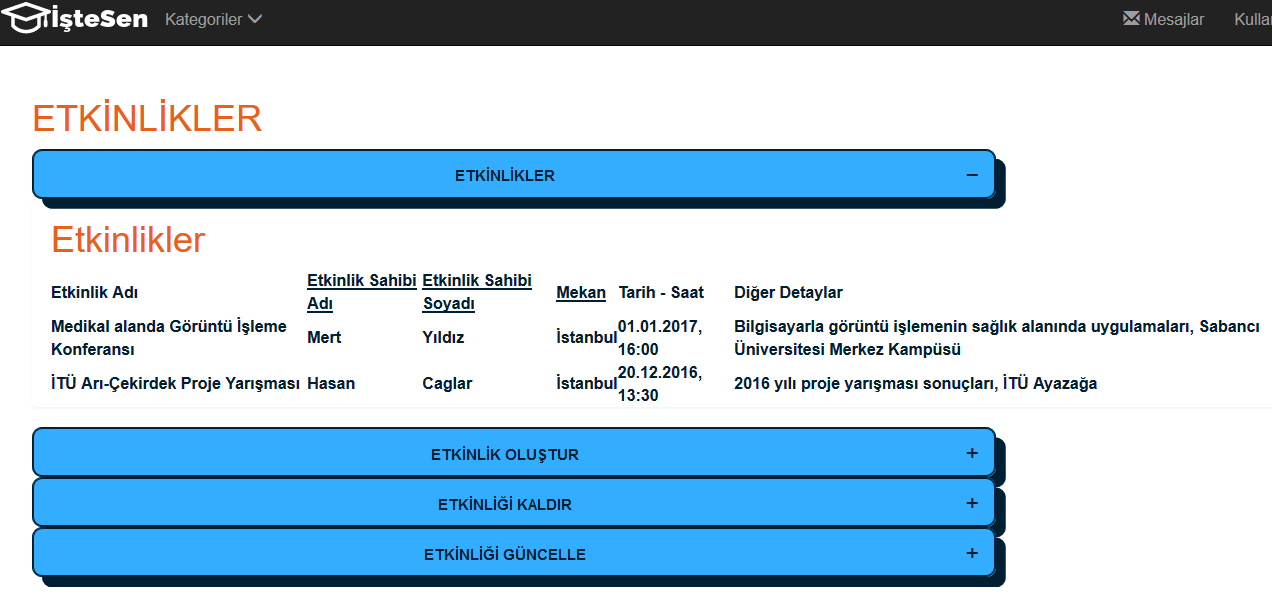 İşteSen Kategoriler Mesajlar
ETKİNLİKLER
ETKİNLİKLER −
Etkinlikler
Etkinlik Adı Etkinlik Sahibi Adı Etkinlik Sahibi Soyadı Mekan Tarih - Saat Diğer Detaylar
Medikal alanda Görüntü İşleme Konferansı Mert Yıldız İstanbul 01.01.2017, 16:00 Bilgisayarla görüntü işlemenin sağlık alanında uygulamaları, Sabancı Üniversitesi Merkez Kampüsü
İTÜ Arı-Çekirdek Proje Yarışması Hasan Caglar İstanbul 20.12.2016, 13:30 2016 yılı proje yarışması sonuçları, İTÜ Ayazağa
ETKİNLİK OLUŞTUR +
ETKİNLİĞİ KALDIR +
ETKİNLİĞİ GÜNCELLE +